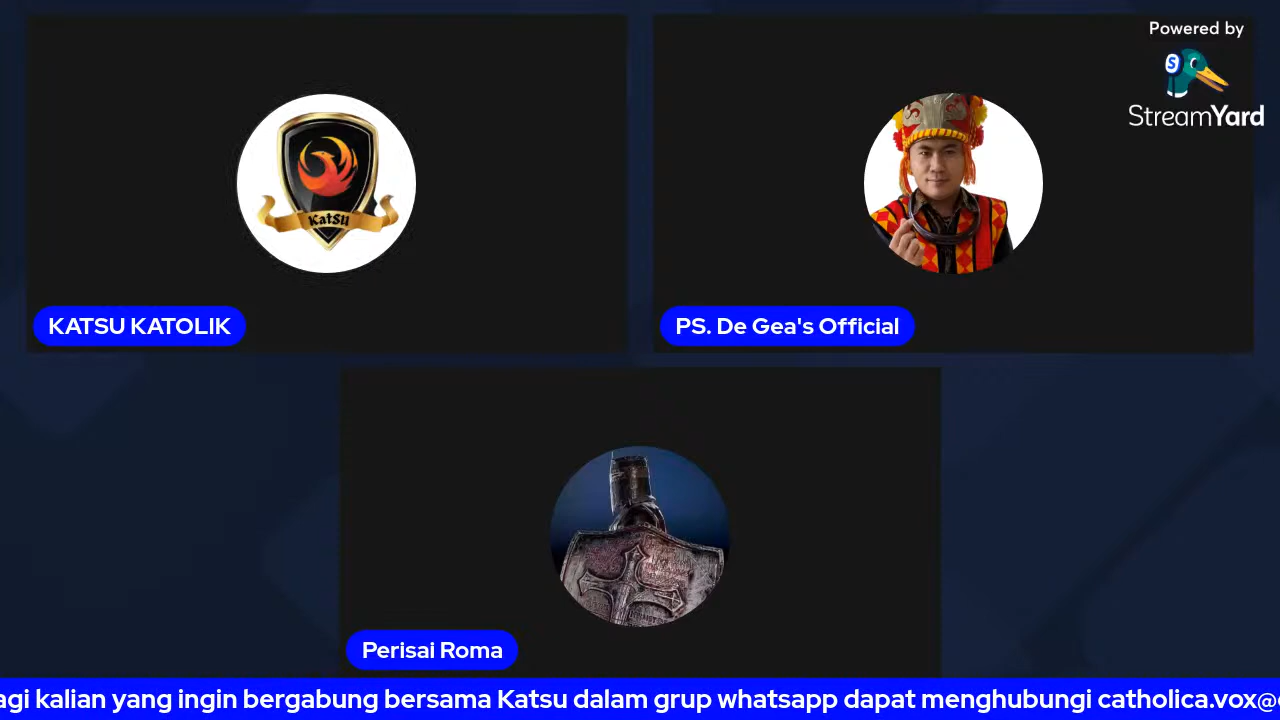 Powered by
StreamYard
KatSU
KATSU KATOLIK
PS. De Gea's Official
Perisai Roma
agi kalian yang ingin bergabung bersama Katsu dalam grup whatsapp dapat menghubungi catholica.vox@